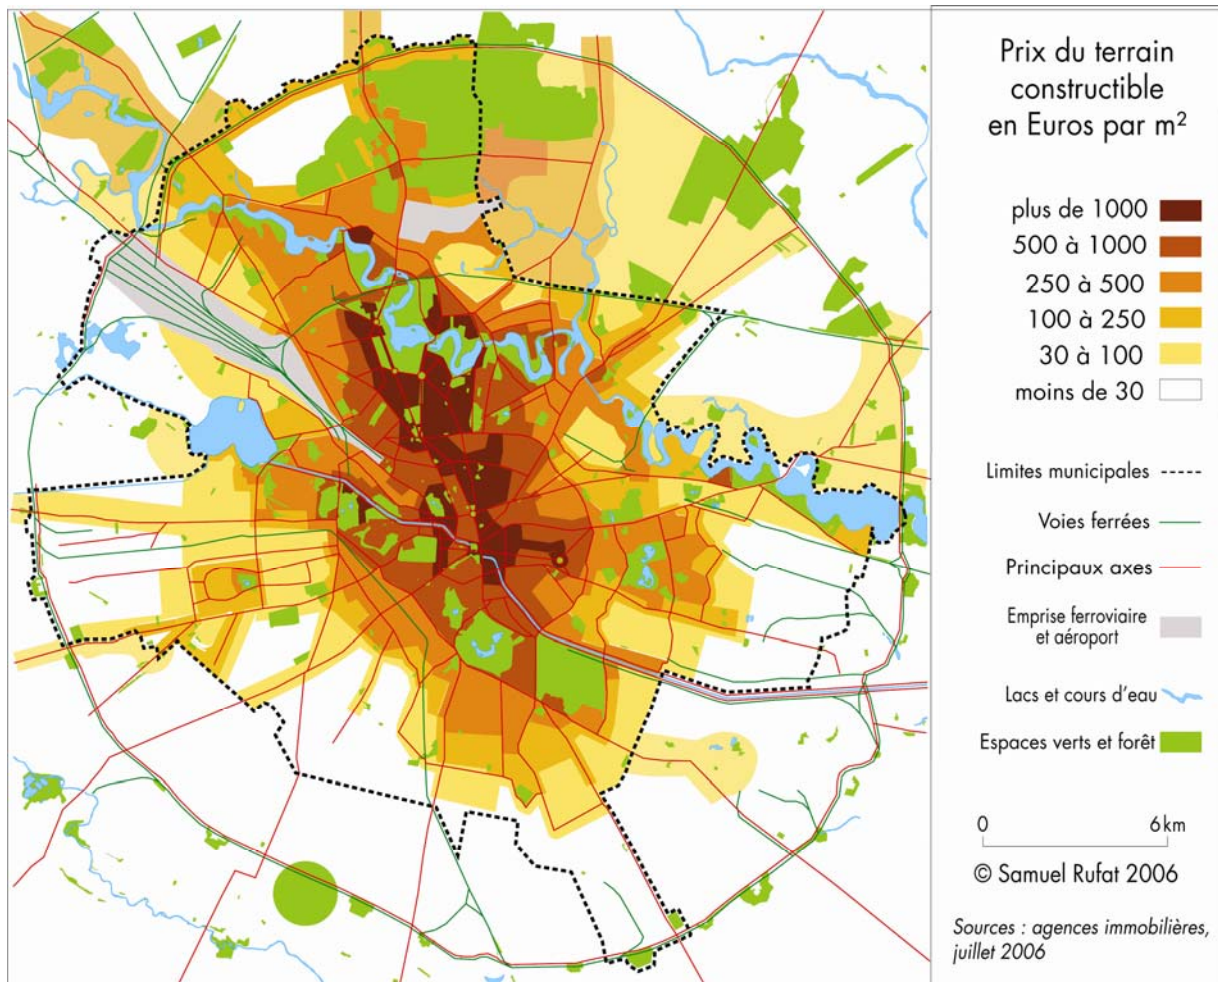 Prix du terrain
constructible
en Euros par m²
plus de 1000
500 à 1000
250 à 500
100 à 250
30 à 100
moins de 30
Limites municipales
Voies ferrées
Principaux axes
Emprise ferroviaire
et aéroport
Lacs et cours d'eau
Espaces verts et forêt
0 6 km
© Samuel Rufat 2006
Sources : agences immobilières,
juillet 2006